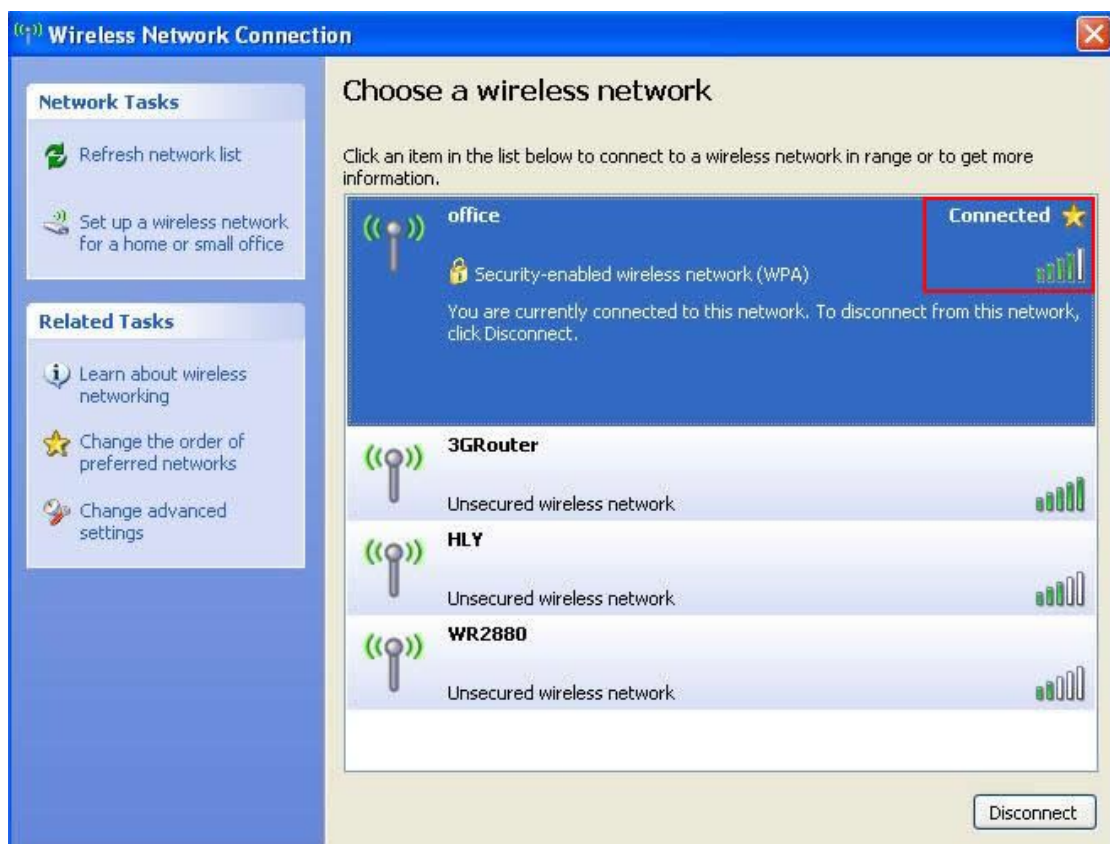 Wireless Network Connection
Network Tasks
Refresh network list
Set up a wireless network
for a home or small office
Related Tasks
Learn about wireless
networking
Change the order of
preferred networks
Change advanced
settings
Choose a wireless network
Click an item in the list below to connect to a wireless network in range or to get more
information.
office
Connected
Security-enabled wireless network (WPA)
You are currently connected to this network. To disconnect from this network,
click Disconnect.
3GRouter
Unsecured wireless network
HLY
Unsecured wireless network
WR2880
Unsecured wireless network
Disconnect